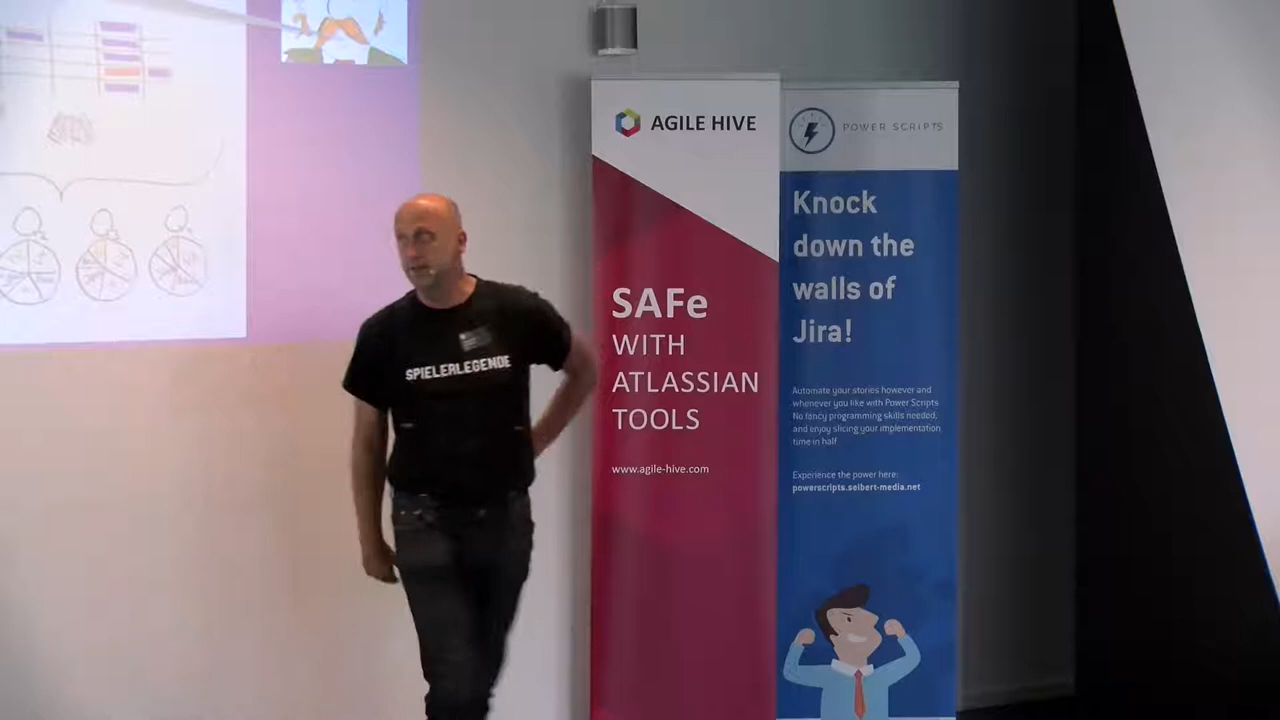 AGILE HIVE
SAFe
WITH
ATLASSIAN
TOOLS
www.agile-hive.com
POWER SCRIPTS
Knock
down the
walls of
Jira!
Automate your stories however and
whenever you like with Power Scripts
No fancy programming skills needed,
and enjoy slicing your implementation
time in half
Experience the power here:
powerscripts.seibert-media.net
SPIELERLEGENDE